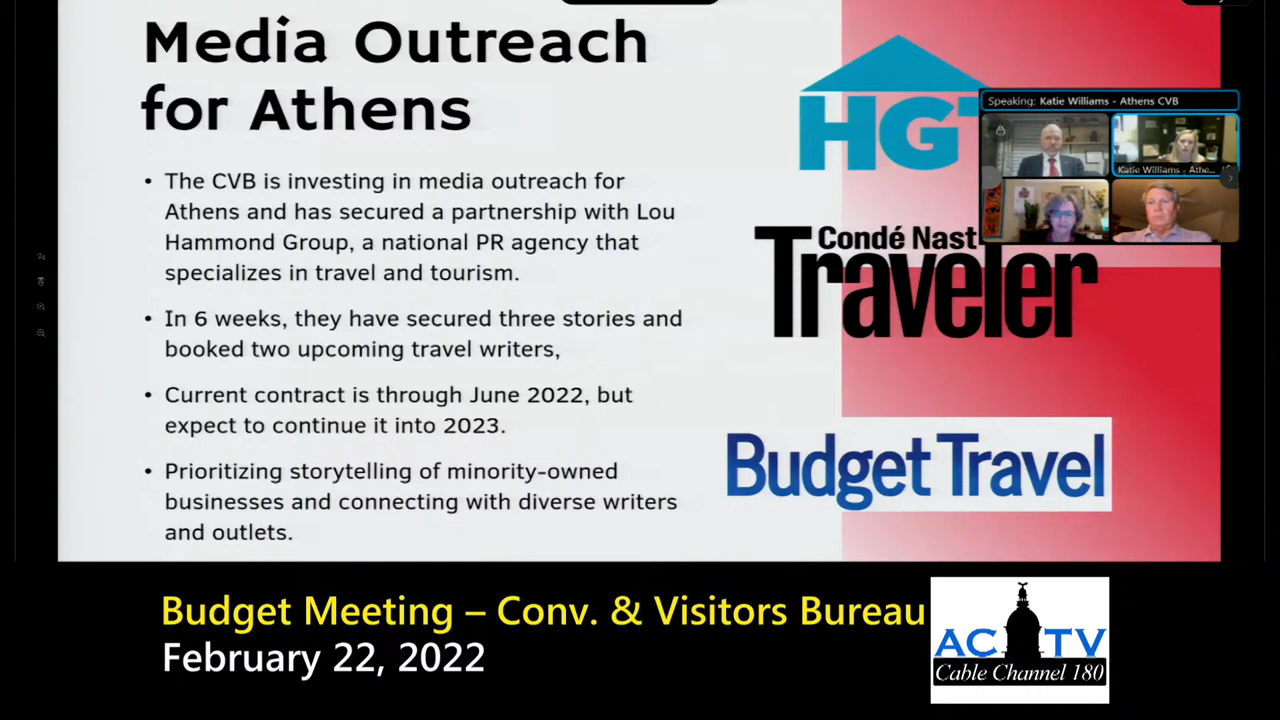 Media Outreach
for Athens
• The CVB is investing in media outreach for
Athens and has secured a partnership with Lou
Hammond Group, a national PR agency that
specializes in travel and tourism.
• In 6 weeks, they have secured three stories and
booked two upcoming travel writers,
• Current contract is through June 2022, but
expect to continue it into 2023.
• Prioritizing storytelling of minority-owned
businesses and connecting with diverse writers
and outlets.
HGT
Speaking: Katie Williams - Athens CVB
Katie Williams - Athe...
Condé Nast
Traveler
Budget Travel
Budget Meeting – Conv. & Visitors Bureau
February 22, 2022
ACTV
Cable Channel 180